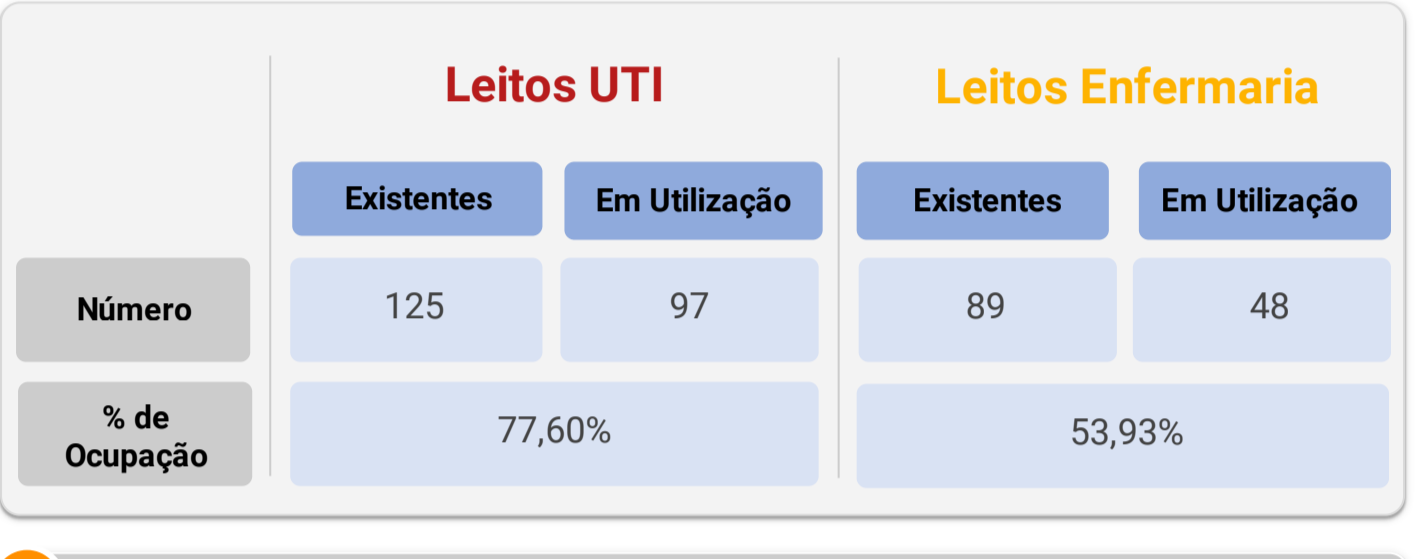 Leitos UTI
Leitos Enfermaria
Existentes
Em Utilização
Existentes
Em Utilização
Número
125
97
89
48
% de
Ocupação
77,60%
53,93%